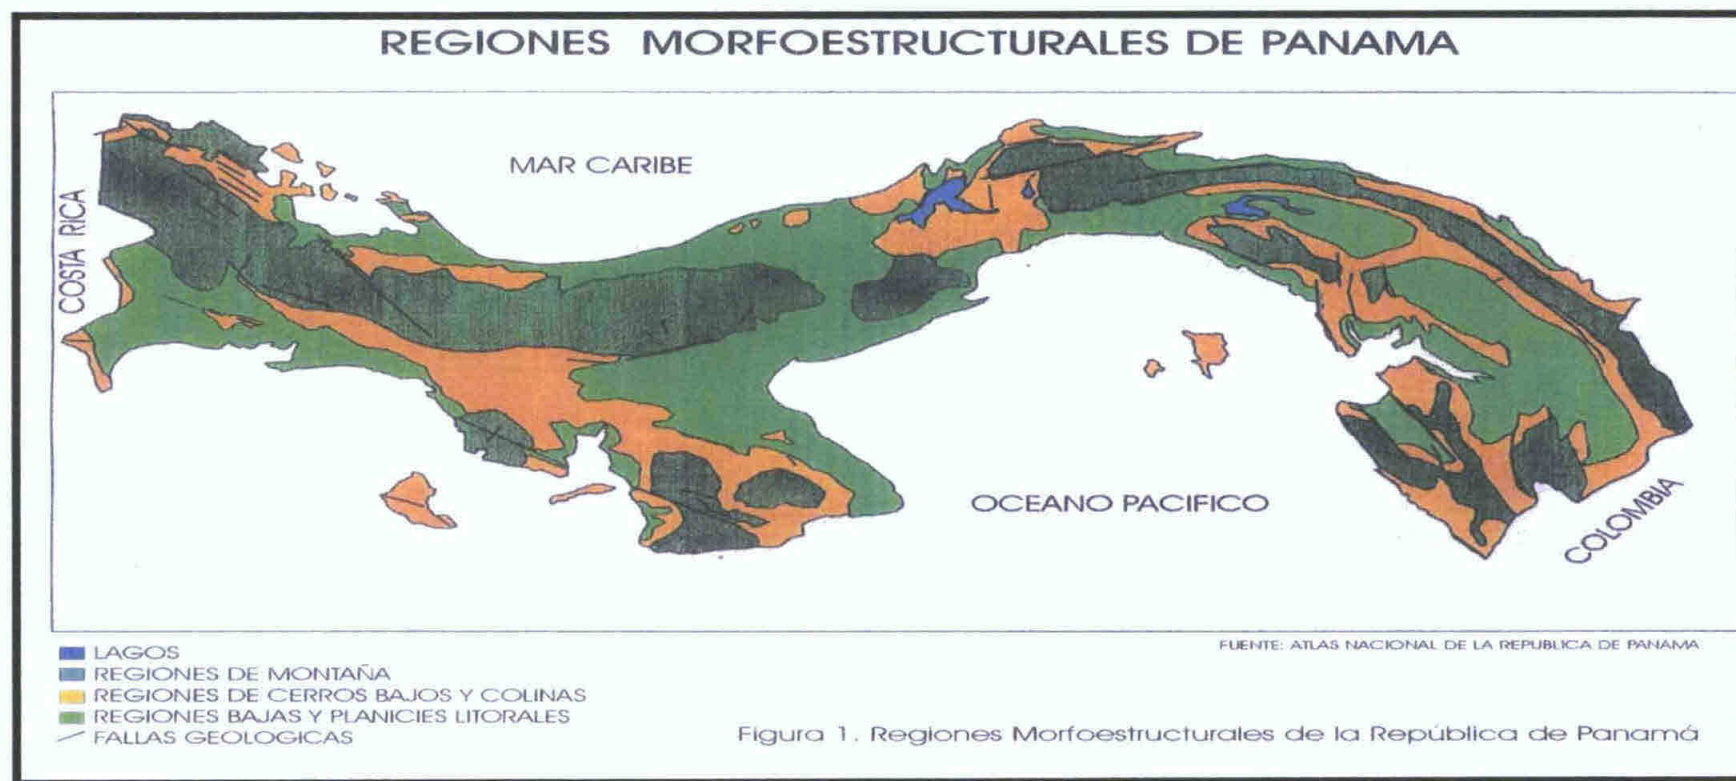 REGIONES MORFOESTRUCTURALES DE PANAMA
MAR CARIBE
COSTA RICA
OCEANO PACIFICO
COLOMBIA
FUENTE: ATLAS NACIONAL DE LA REPUBLICA DE PANAMA
LAGOS
REGIONES DE MONTAÑA
REGIONES DE CERROS BAJOS Y COLINAS
REGIONES BAJAS Y PLANICIES LITORALES
FALLAS GEOLOGICAS
Figura 1. Regiones Morfoestructurales de la República de Panamá